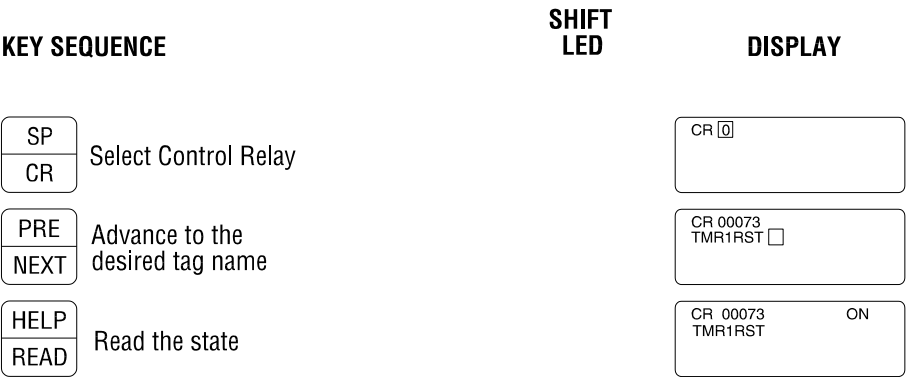 KEY SEQUENCE
SHIFT
LED
DISPLAY
SP
CR
Select Control Relay
CR 0
PRE
NEXT
Advance to the
desired tag name
CR 00073
TMR1RST
HELP
READ
Read the state
CR 00073 ON
TMR1RST